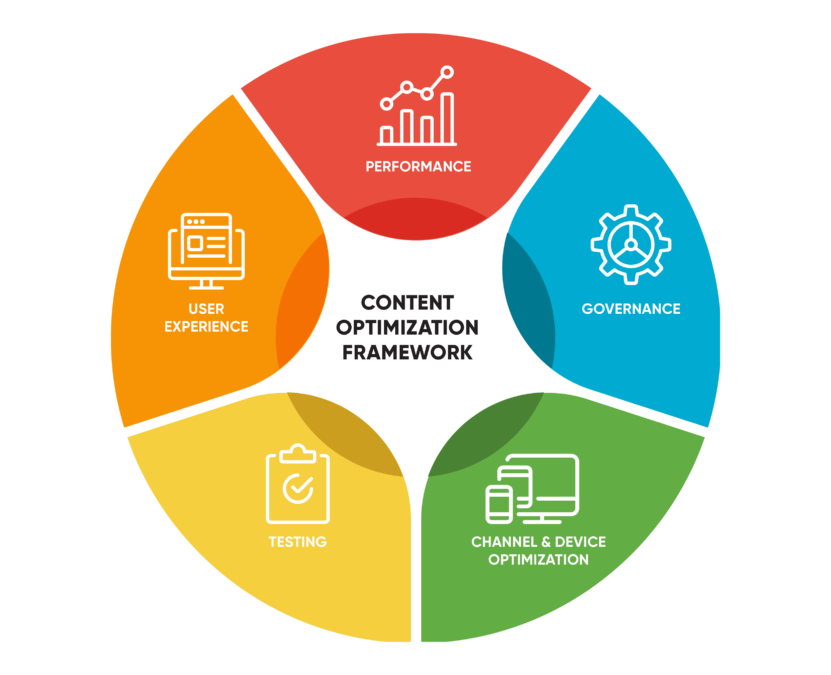 PERFORMANCE
GOVERNANCE
CHANNEL & DEVICE
OPTIMIZATION
TESTING
USER
EXPERIENCE
CONTENT
OPTIMIZATION
FRAMEWORK